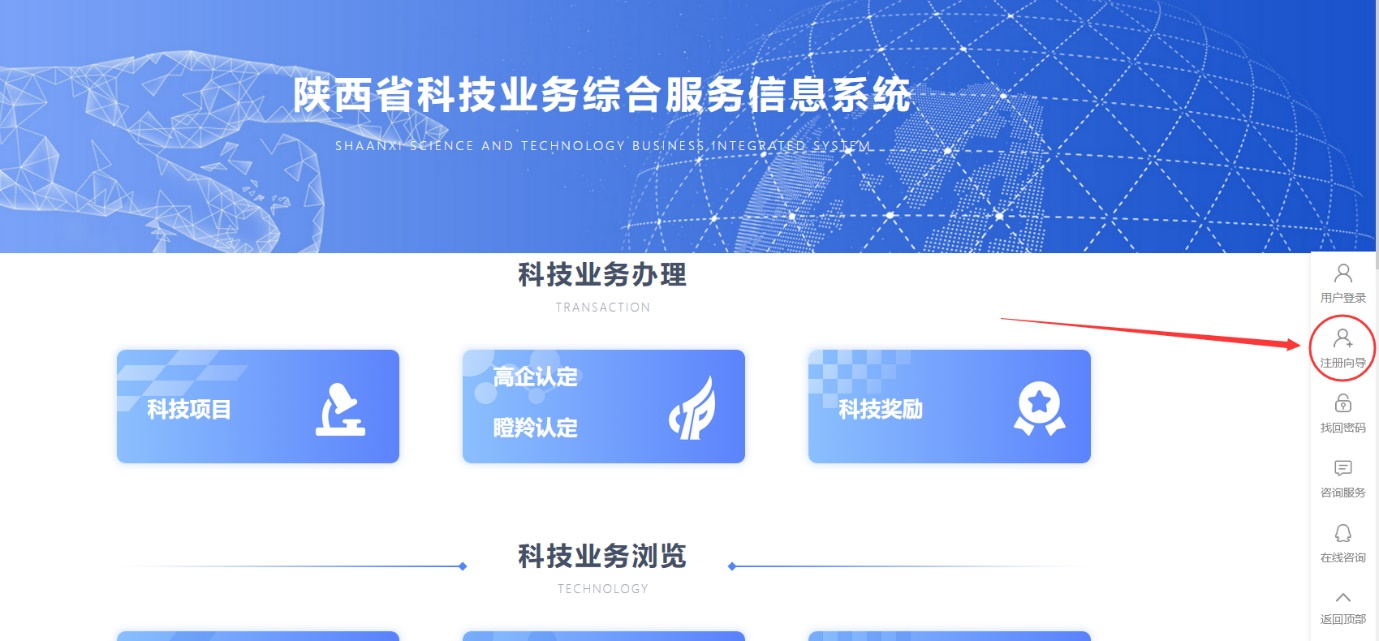 陕西省科技业务综合服务信息系统
SHAANXI SCIENCE AND TECHNOLOGY BUSINESS INTEGRATED SYSTEM
科技业务办理
TRANSACTION
科技项目
高企认定
瞪羚认定
科技奖励
科技业务浏览
TECHNOLOGY
用户登录
注册向导
找回密码
咨询服务
在线咨询
返回顶部